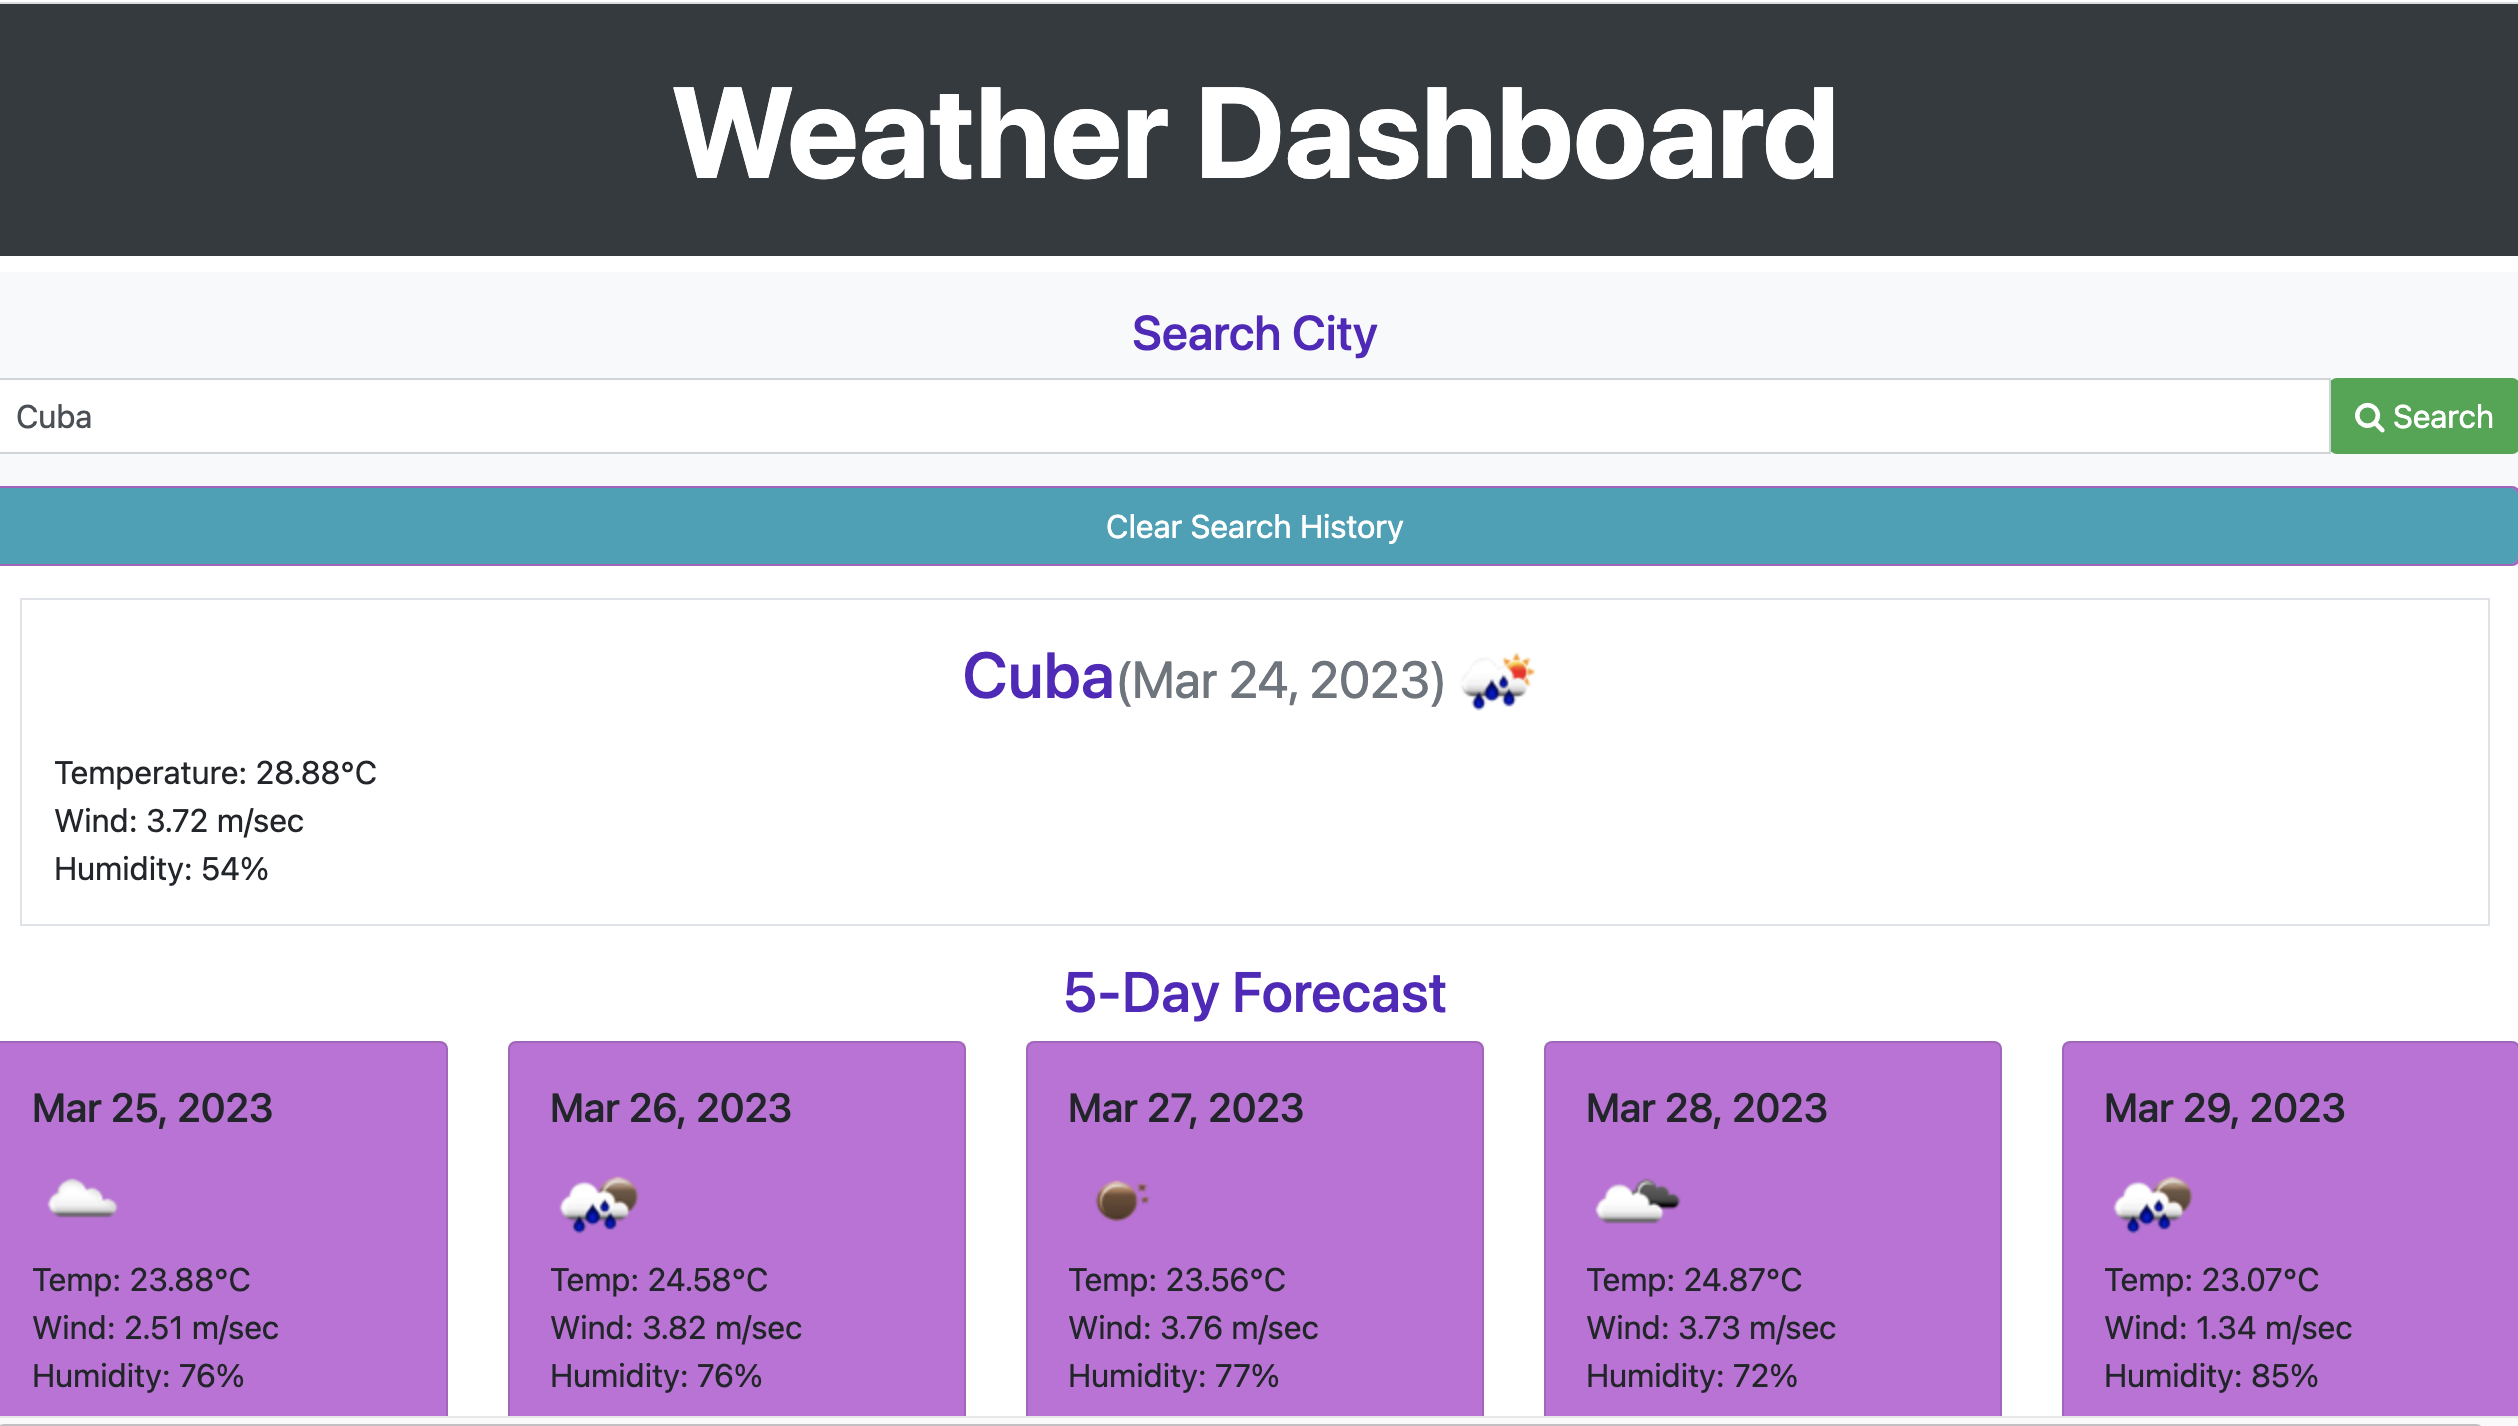 Weather Dashboard
Search City
Cuba
Search
Clear Search History
Cuba(Mar 24, 2023)
Temperature: 28.88°C
Wind: 3.72 m/sec
Humidity: 54%
5-Day Forecast
Mar 25, 2023
Temp: 23.88°C
Wind: 2.51 m/sec
Humidity: 76%
Mar 26, 2023
Temp: 24.58°C
Wind: 3.82 m/sec
Humidity: 76%
Mar 27, 2023
Temp: 23.56°C
Wind: 3.76 m/sec
Humidity: 77%
Mar 28, 2023
Temp: 24.87°C
Wind: 3.73 m/sec
Humidity: 72%
Mar 29, 2023
Temp: 23.07°C
Wind: 1.34 m/sec
Humidity: 85%